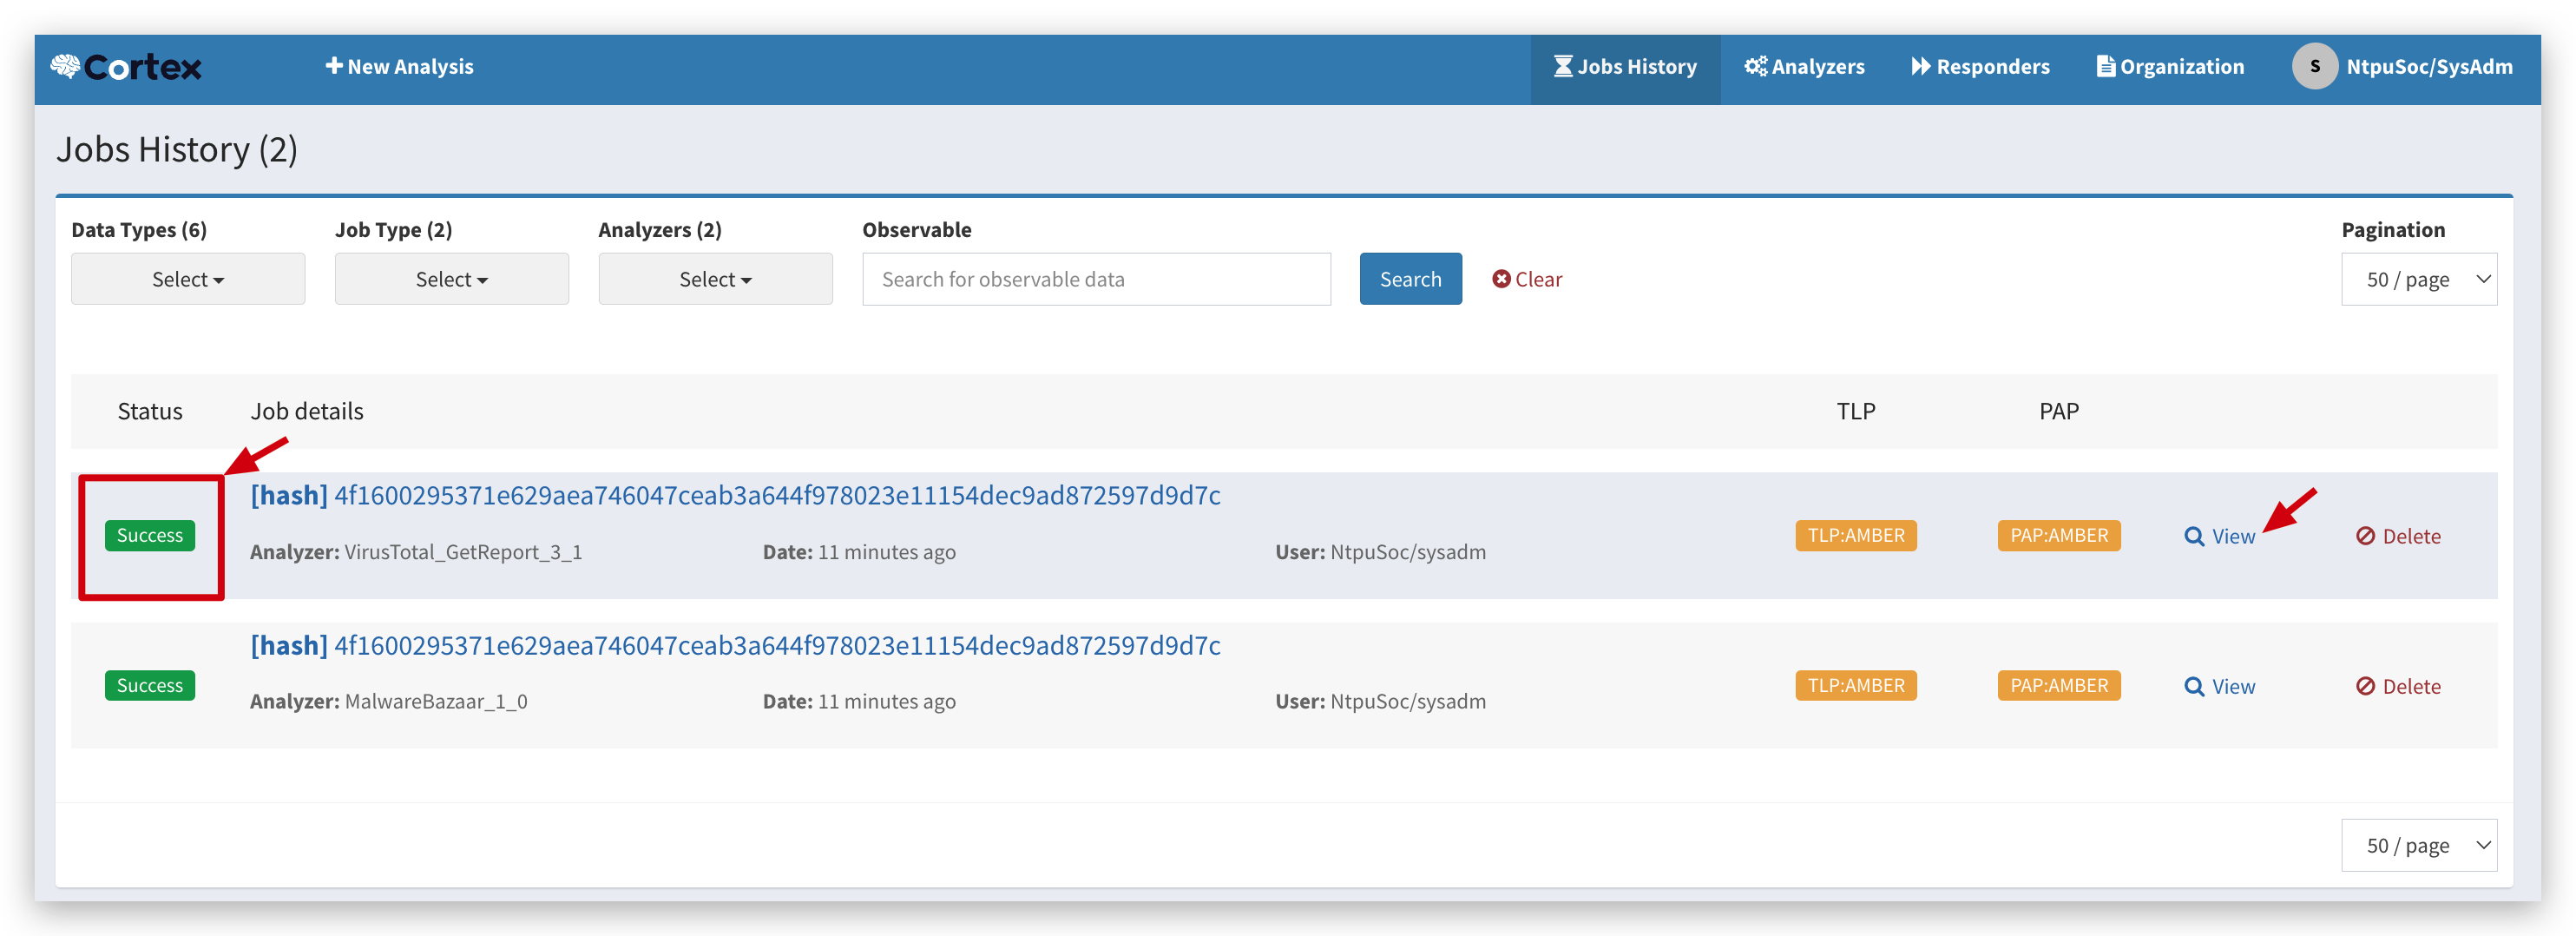 Cortex
New Analysis
Jobs History
Analyzers
Responders
Organization
S
NtpuSoc/SysAdm
Jobs History (2)
Data Types (6)
Job Type (2)
Analyzers (2)
Observable
Pagination
Select
Select
Select
Search for observable data
Search
Clear
50 / page
Status
Job details
TLP
PAP
[hash] 4f1600295371e629aea746047ceab3a644f978023e11154dec9ad872597d9d7c
Success
Analyzer: VirusTotal_GetReport_3_1
Date: 11 minutes ago
User: NtpuSoc/sysadm
TLP:AMBER
PAP:AMBER
View
Delete
[hash] 4f1600295371e629aea746047ceab3a644f978023e11154dec9ad872597d9d7c
Success
Analyzer: MalwareBazaar_1_0
Date: 11 minutes ago
User: NtpuSoc/sysadm
TLP:AMBER
PAP:AMBER
View
Delete
50 / page